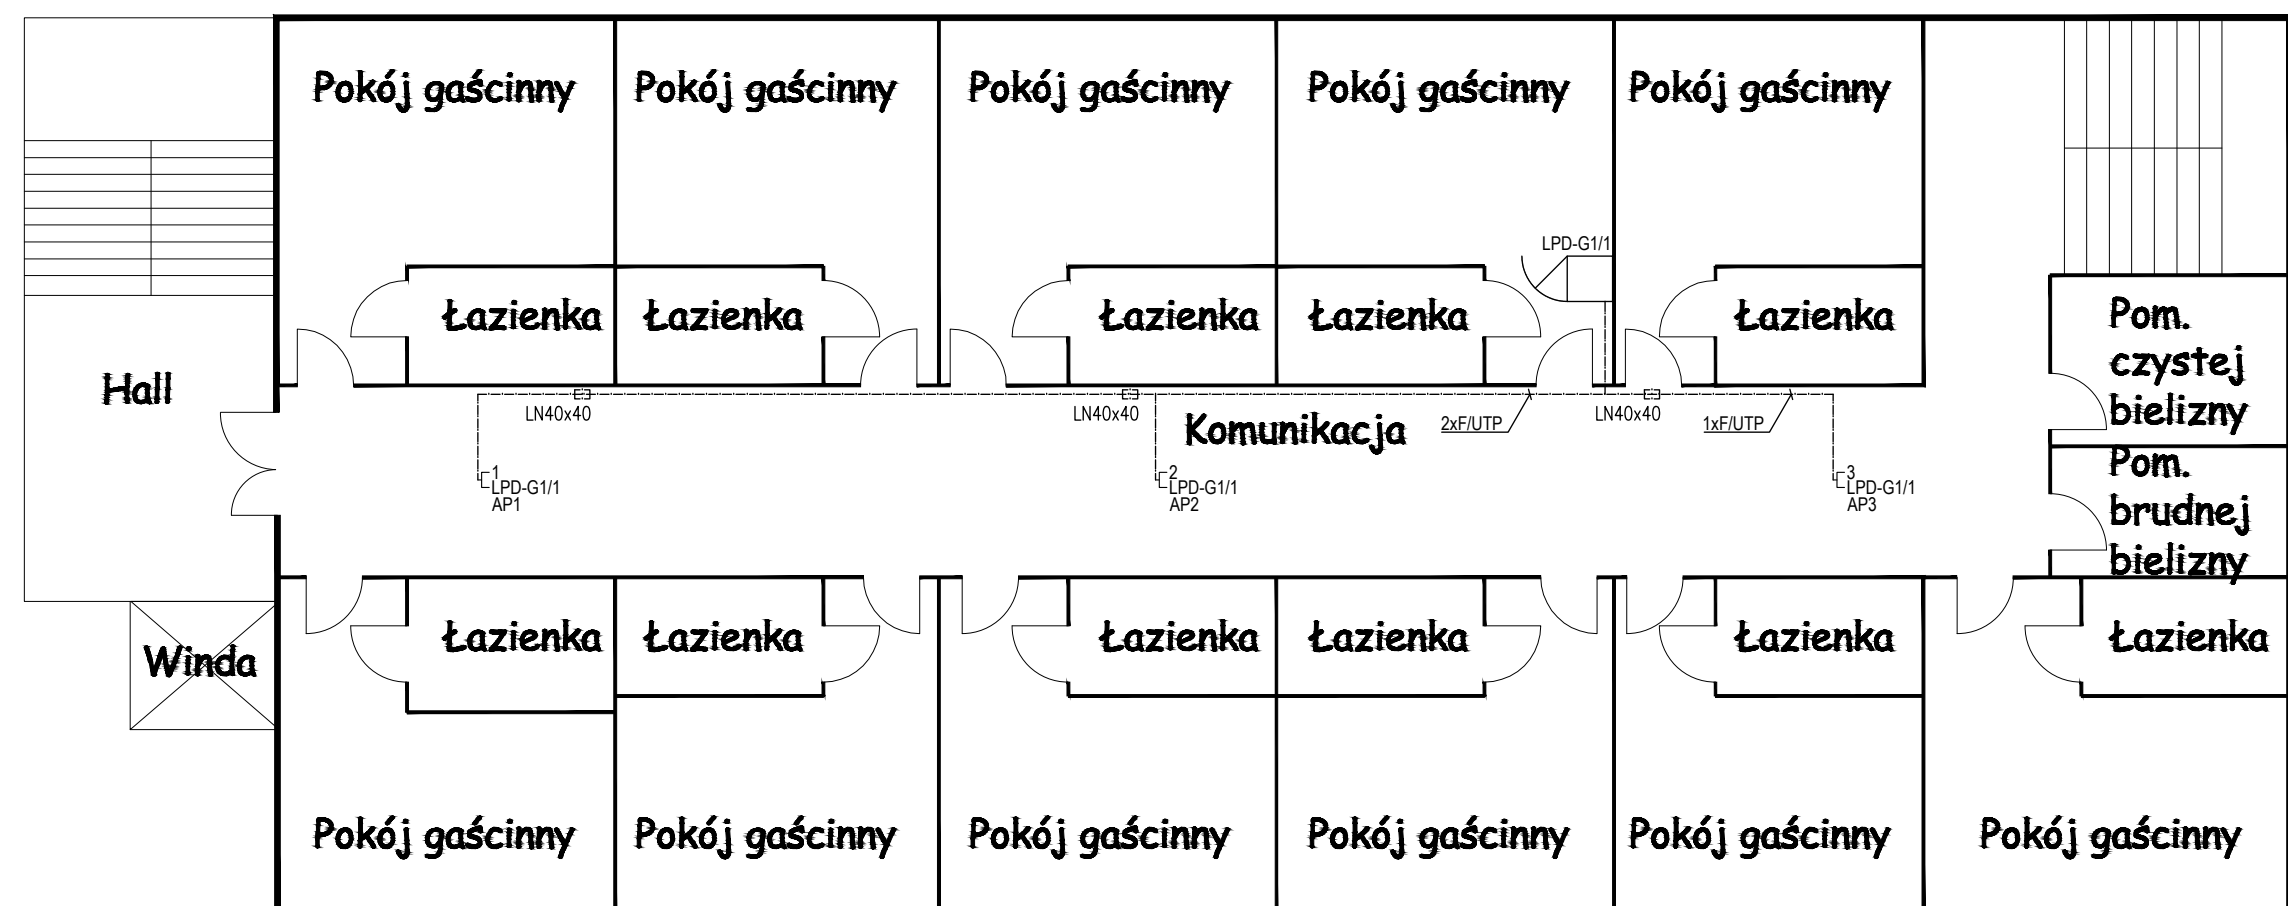 Pokój gaścinny
Pokój gaścinny
Pokój gaścinny
Pokój gaścinny
Pokój gaścinny
LPD-G1/1
Łazienka
Łazienka
Łazienka
Łazienka
Łazienka
Pom.
czystej
bielizny
Hall
LN40x40
LN40x40
Komunikacja
2xF/UTP
LN40x40
1xF/UTP
1
LPD-G1/1
AP1
2
LPD-G1/1
AP2
3
LPD-G1/1
AP3
Pom.
brudnej
bielizny
Winda
Łazienka
Łazienka
Łazienka
Łazienka
Łazienka
Łazienka
Pokój gaścinny
Pokój gaścinny
Pokój gaścinny
Pokój gaścinny
Pokój gaścinny
Pokój gaścinny